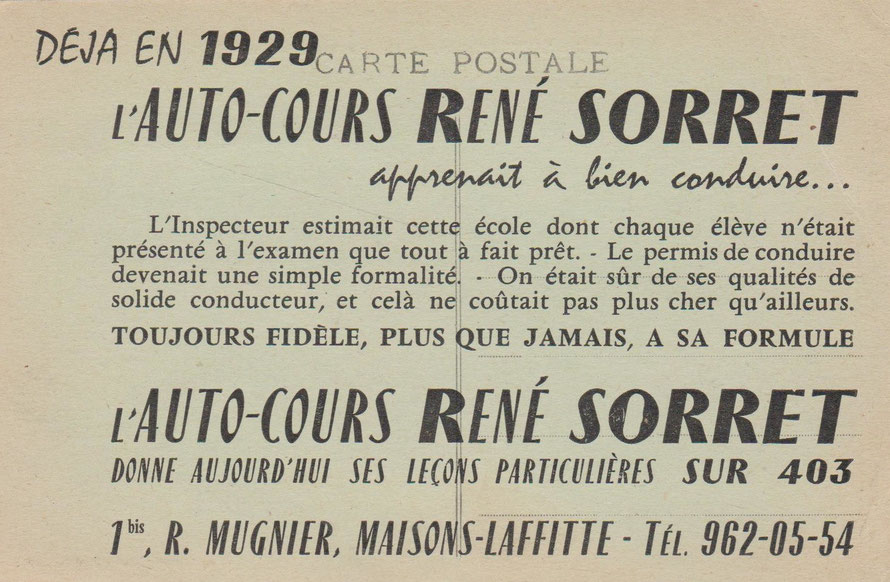 DÉJA EN 1929
CARTE POSTALE
L'AUTO-COURS RENÉ SORRET
apprenait à bien conduire...
L'Inspecteur estimait cette école dont chaque élève n'était
présenté à l'examen que tout à fait prêt. - Le permis de conduire
devenait une simple formalité. - On était sûr de ses qualités de
solide conducteur, et celà ne coûtait pas plus cher qu'ailleurs.
TOUJOURS FIDÈLE, PLUS QUE JAMAIS, A SA FORMULE
L'AUTO-COURS RENÉ SORRET
DONNE AUJOURD'HUI SES LEÇONS PARTICULIÈRES SUR 403
1bis, R. MUGNIER, MAISONS-LAFFITTE - TÉL. 962-05-54